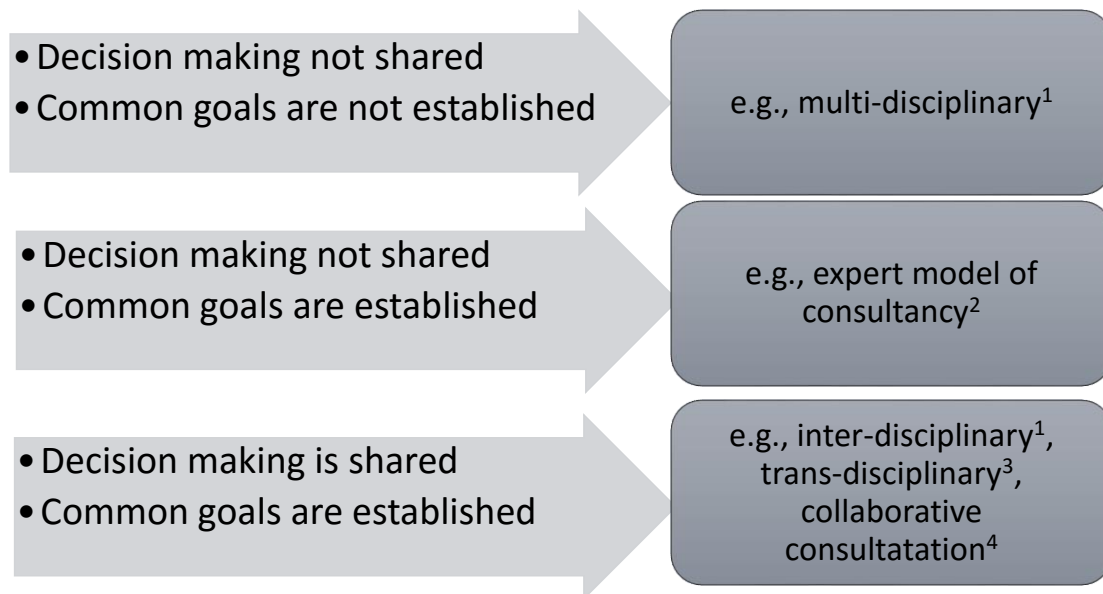 • Decision making not shared
• Common goals are not established
e.g., multi-disciplinary¹
• Decision making not shared
• Common goals are established
e.g., expert model of
consultancy²
• Decision making is shared
• Common goals are established
e.g., inter-disciplinary¹,
trans-disciplinary³,
collaborative
consultatation⁴